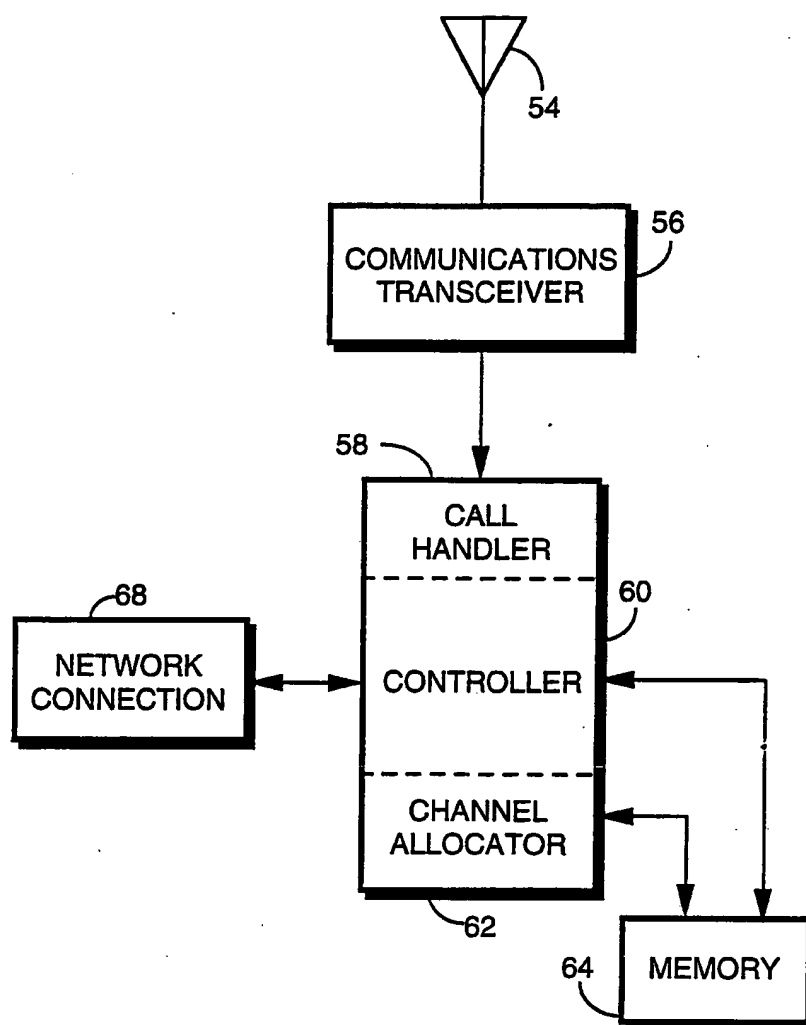 54
56
COMMUNICATIONS
TRANSCEIVER
58
CALL
HANDLER
60
68
NETWORK
CONNECTION
CONTROLLER
CHANNEL
ALLOCATOR
62
64
MEMORY